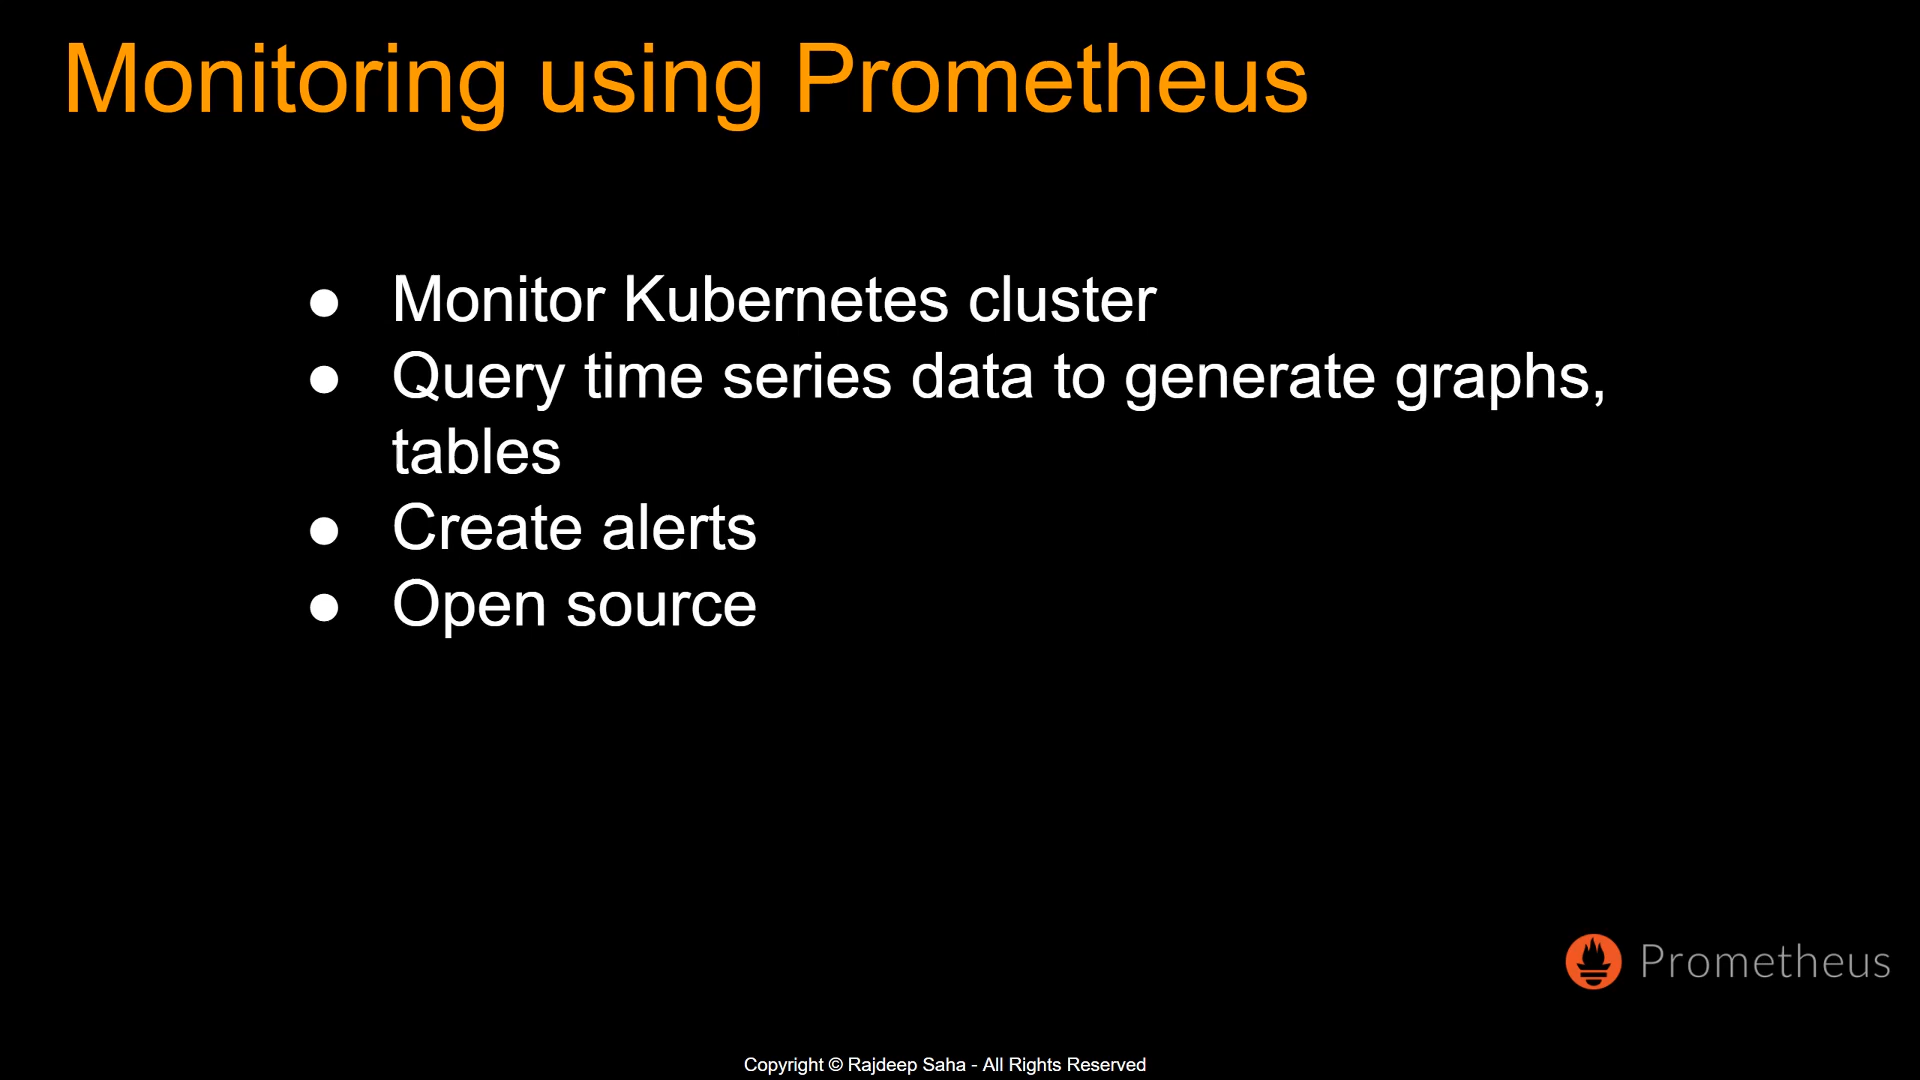 Monitoring using Prometheus
● Monitor Kubernetes cluster
● Query time series data to generate graphs,
tables
● Create alerts
● Open source
Prometheus
Copyright © Rajdeep Saha - All Rights Reserved